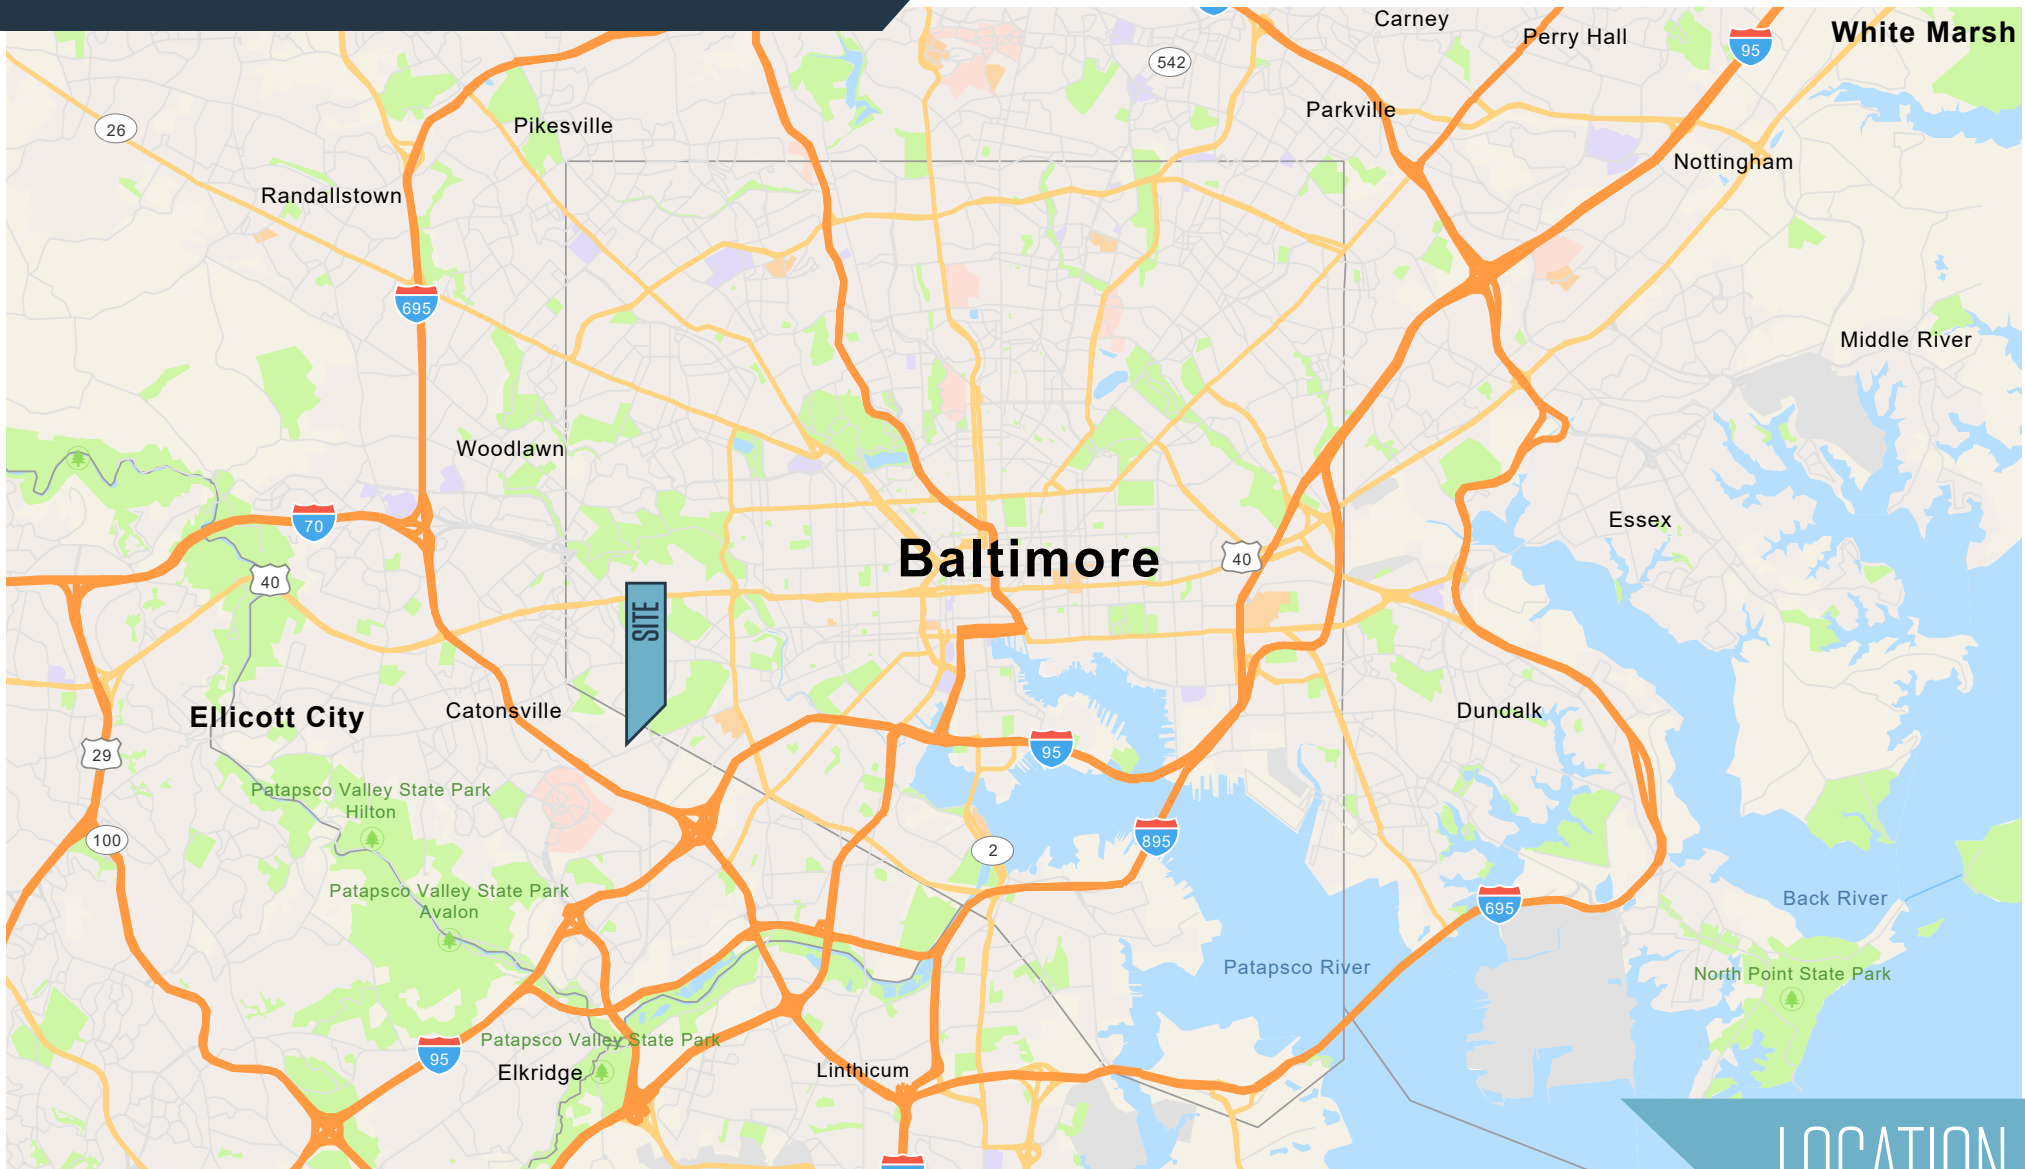 Carney
White Marsh
Perry Hall
95
542
Parkville
Pikesville
26
Nottingham
Randallstown
695
Middle River
Woodlawn
70
Essex
Baltimore
40
40
SITE
Ellicott City
Catonsville
Dundalk
29
95
Patapsco Valley State Park
Hilton
100
895
2
Patapsco Valley State Park
Avalon
695
Back River
Patapsco River
North Point State Park
Patapsco Valley State Park
95
Elkridge
Linthicum
LOCATION